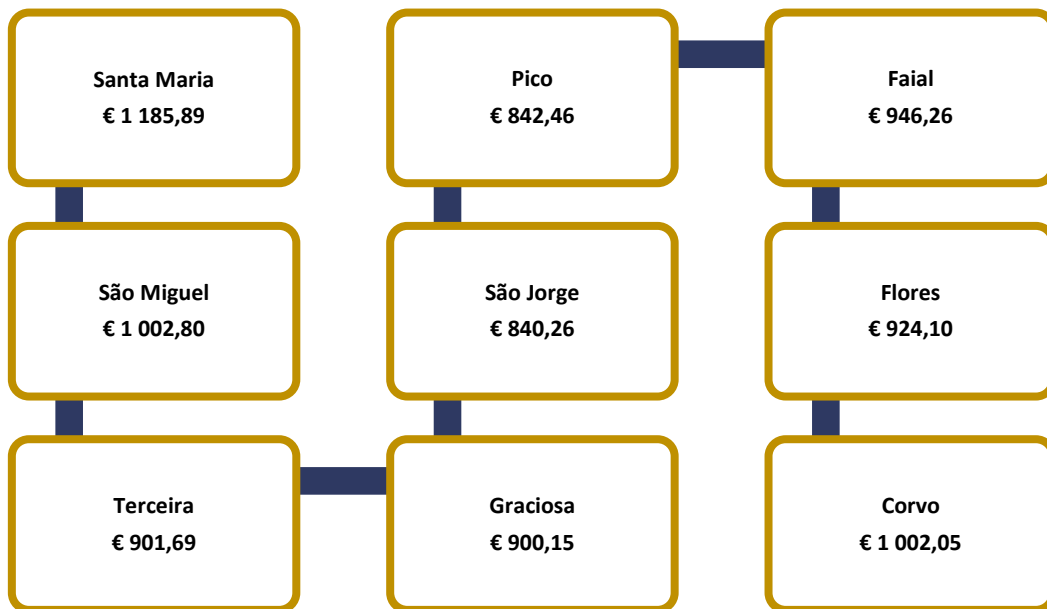 Santa Maria
€ 1 185,89
São Miguel
€ 1 002,80
Terceira
€ 901,69
Graciosa
€ 900,15
São Jorge
€ 840,26
Pico
€ 842,46
Faial
€ 946,26
Flores
€ 924,10
Corvo
€ 1 002,05